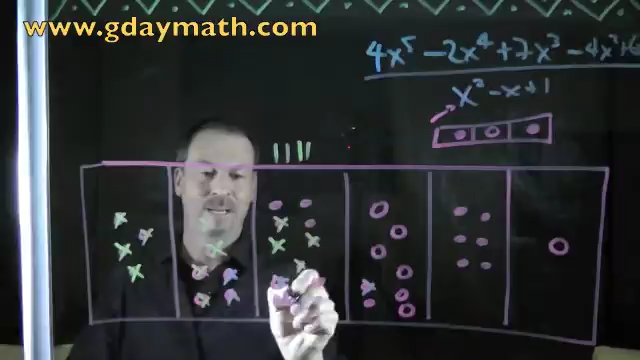 www.gdaymath.com
4x⁵ - 2x⁴ + 7x³ - 4x² + 6
x² - x + 1